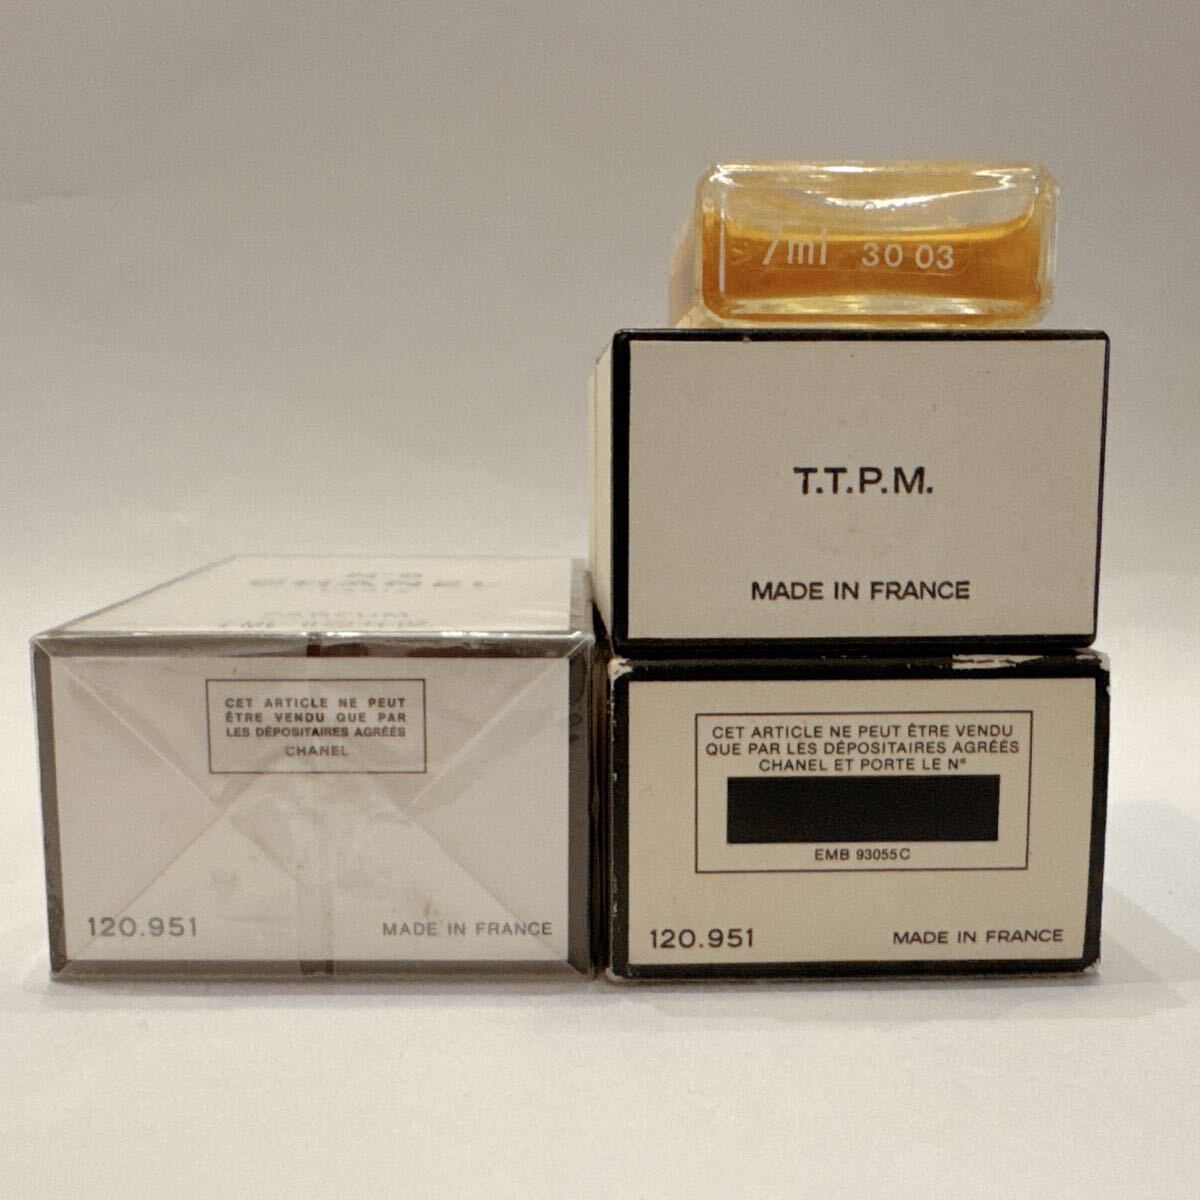 7ml 30 03
T.T.P.M.
MADE IN FRANCE
CHANEL
PARFUM
CET ARTICLE NE PEUT
ÊTRE VENDU QUE PAR
LES DÉPOSITAIRES AGRÉÉS
CHANEL
120.951 MADE IN FRANCE
CET ARTICLE NE PEUT ÊTRE VENDU
QUE PAR LES DÉPOSITAIRES AGRÉÉS
CHANEL ET PORTE LE N°
EMB 93055C
120.951 MADE IN FRANCE